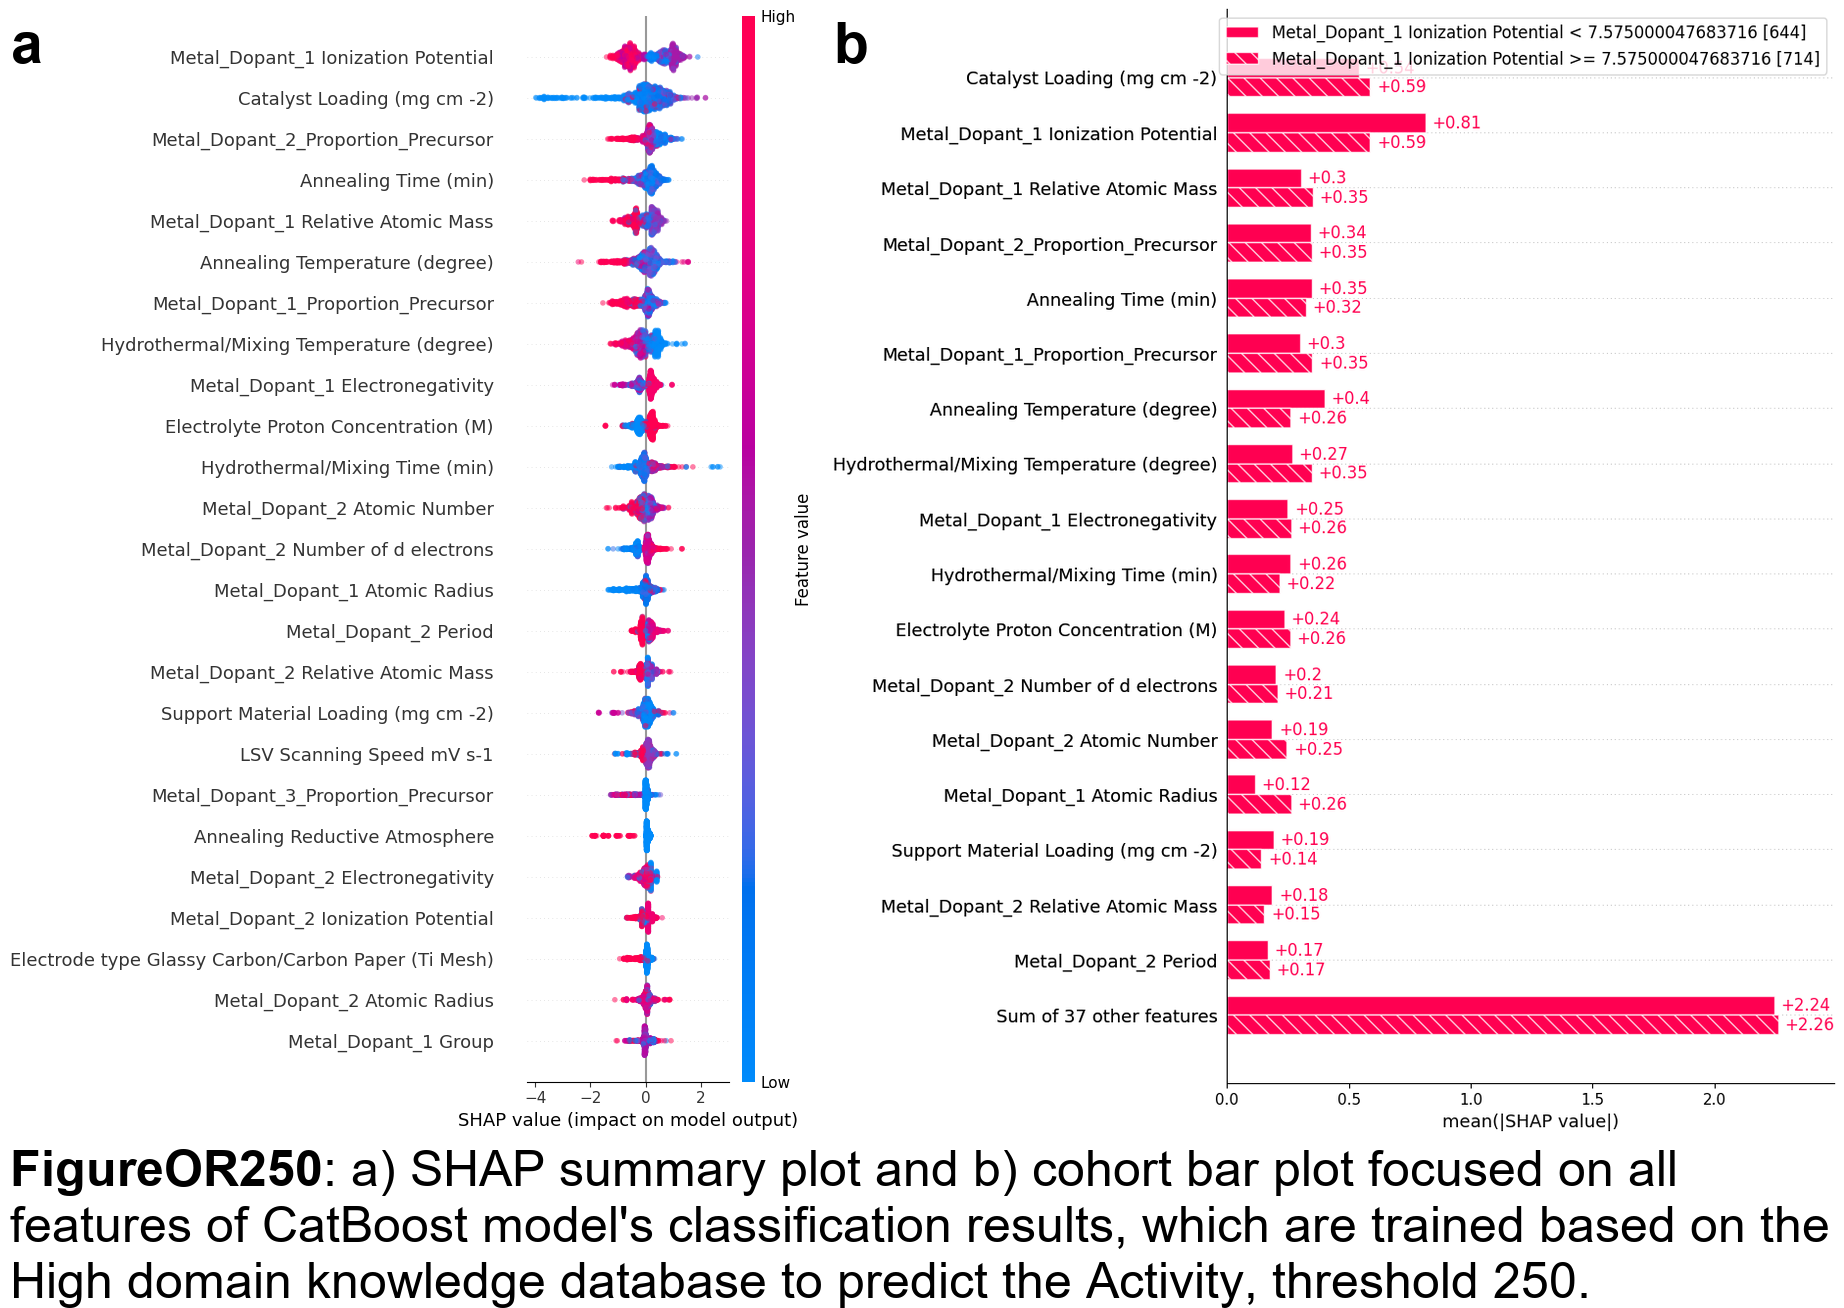 a
High
Metal_Dopant_1 Ionization Potential
Catalyst Loading (mg cm -2)
Metal_Dopant_2_Proportion_Precursor
Annealing Time (min)
Metal_Dopant_1 Relative Atomic Mass
Annealing Temperature (degree)
Metal_Dopant_1_Proportion_Precursor
Hydrothermal/Mixing Temperature (degree)
Metal_Dopant_1 Electronegativity
Electrolyte Proton Concentration (M)
Hydrothermal/Mixing Time (min)
Metal_Dopant_2 Atomic Number
Metal_Dopant_2 Number of d electrons
Metal_Dopant_1 Atomic Radius
Metal_Dopant_2 Period
Metal_Dopant_2 Relative Atomic Mass
Support Material Loading (mg cm -2)
LSV Scanning Speed mV s-1
Metal_Dopant_3_Proportion_Precursor
Annealing Reductive Atmosphere
Metal_Dopant_2 Electronegativity
Metal_Dopant_2 Ionization Potential
Electrode type Glassy Carbon/Carbon Paper (Ti Mesh)
Metal_Dopant_2 Atomic Radius
Metal_Dopant_1 Group
Low
Feature value
−4 −2 0 2
SHAP value (impact on model output)
b
Metal_Dopant_1 Ionization Potential < 7.575000047683716 [644]
Metal_Dopant_1 Ionization Potential >= 7.575000047683716 [714]
Catalyst Loading (mg cm -2)
+0.54
+0.59
Metal_Dopant_1 Ionization Potential
+0.81
+0.59
Metal_Dopant_1 Relative Atomic Mass
+0.3
+0.35
Metal_Dopant_2_Proportion_Precursor
+0.34
+0.35
Annealing Time (min)
+0.35
+0.32
Metal_Dopant_1_Proportion_Precursor
+0.3
+0.35
Annealing Temperature (degree)
+0.4
+0.26
Hydrothermal/Mixing Temperature (degree)
+0.27
+0.35
Metal_Dopant_1 Electronegativity
+0.25
+0.26
Hydrothermal/Mixing Time (min)
+0.26
+0.22
Electrolyte Proton Concentration (M)
+0.24
+0.26
Metal_Dopant_2 Number of d electrons
+0.2
+0.21
Metal_Dopant_2 Atomic Number
+0.19
+0.25
Metal_Dopant_1 Atomic Radius
+0.12
+0.26
Support Material Loading (mg cm -2)
+0.19
+0.14
Metal_Dopant_2 Relative Atomic Mass
+0.18
+0.15
Metal_Dopant_2 Period
+0.17
+0.17
Sum of 37 other features
+2.24
+2.26
0.0 0.5 1.0 1.5 2.0
mean(|SHAP value|)
FigureOR250: a) SHAP summary plot and b) cohort bar plot focused on all
features of CatBoost model's classification results, which are trained based on the
High domain knowledge database to predict the Activity, threshold 250.